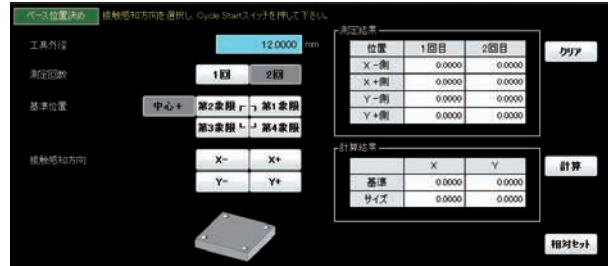 ベース位置決め 接触感知方向を選択し、Cycle Startスイッチを押して下さい。
工具外径 12.0000 mm
測定回数 1回 2回
基準位置 中心+ 第2象限 第1象限
第3象限 第4象限
接触感知方向 X- X+
Y- Y+
測定結果
位置 1回目 2回目
X -側 0.0000 0.0000
X +側 0.0000 0.0000
Y -側 0.0000 0.0000
Y +側 0.0000 0.0000
計算結果
X Y
基準 0.0000 0.0000
サイズ 0.0000 0.0000
クリア
計算
相対セット